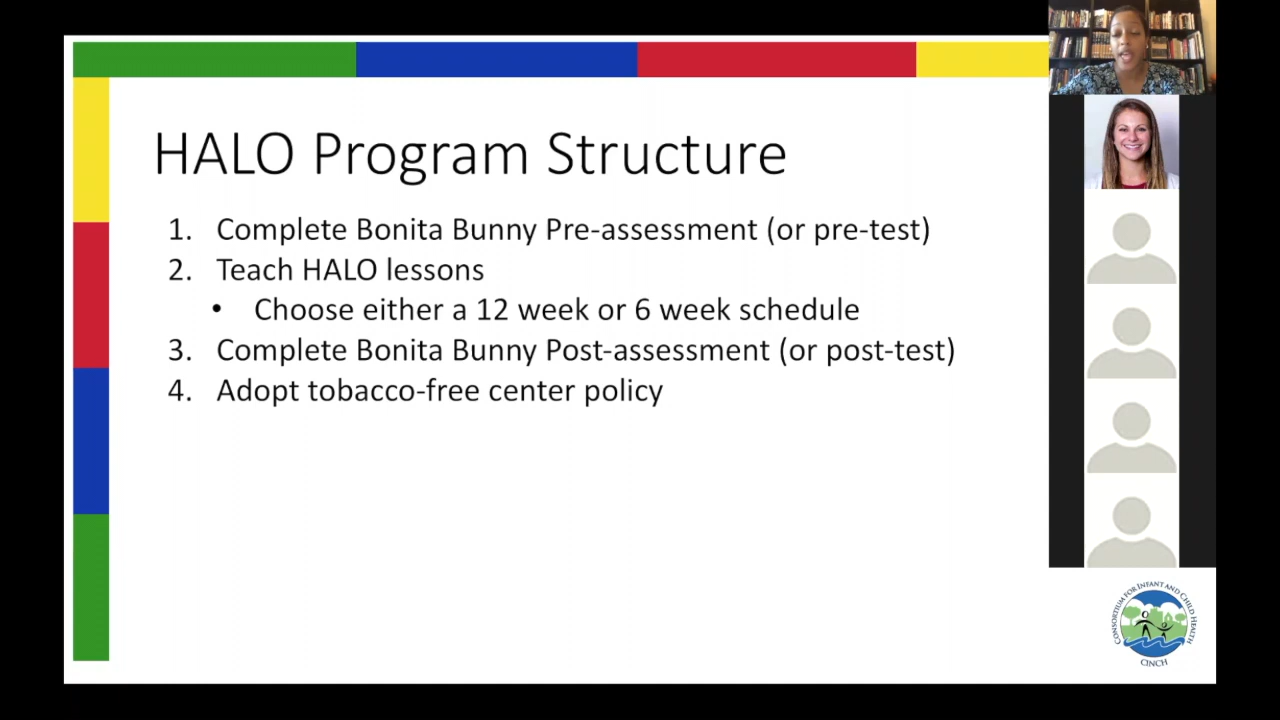 HALO Program Structure
1. Complete Bonita Bunny Pre-assessment (or pre-test)
2. Teach HALO lessons
• Choose either a 12 week or 6 week schedule
3. Complete Bonita Bunny Post-assessment (or post-test)
4. Adopt tobacco-free center policy
CONSORTIUM FOR INFANT AND CHILD HEALTH
CINCH